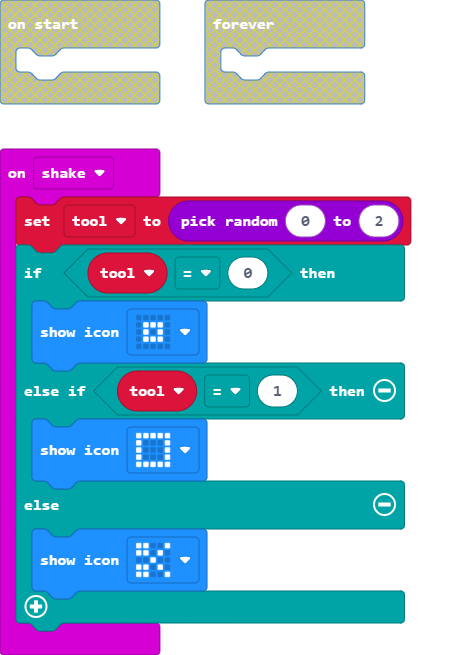 on start forever
on shake
set tool to pick random 0 to 2
if tool = 0 then
show icon
else if tool = 1 then
show icon
else
show icon